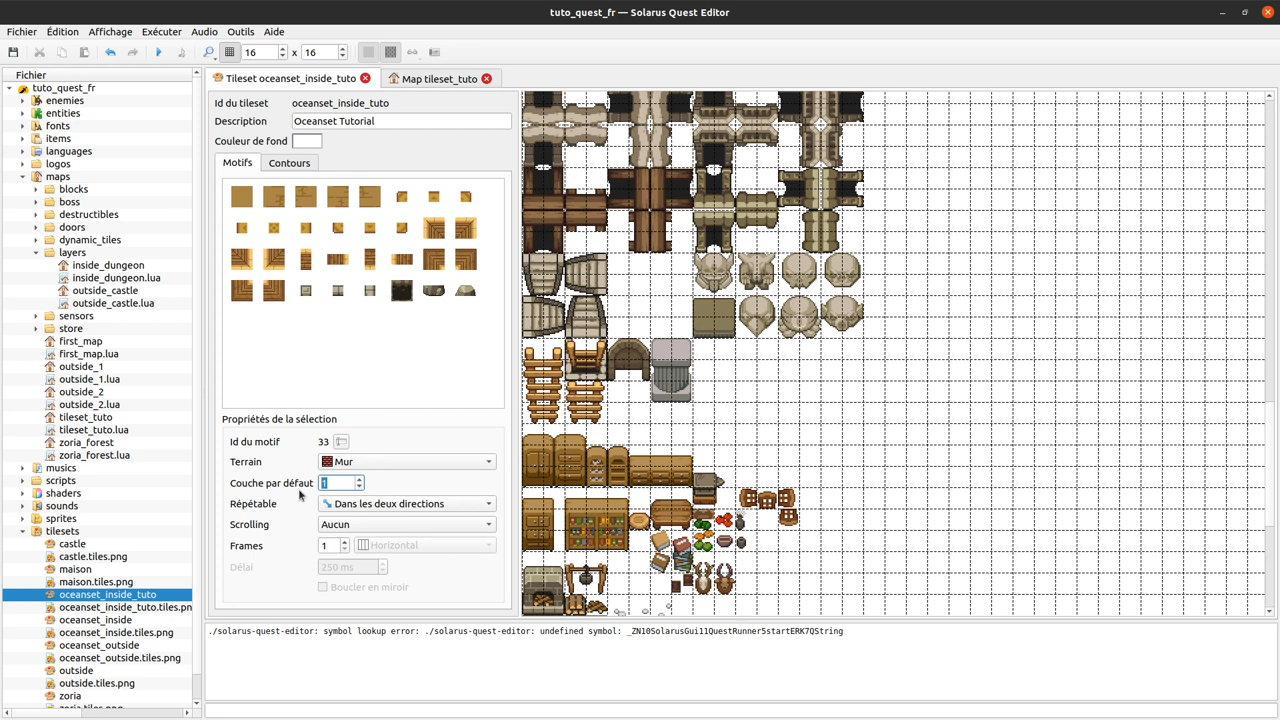 tuto_quest_fr — Solarus Quest Editor
Fichier Édition Affichage Exécuter Audio Outils Aide
16 x 16
Fichier
tuto_quest_fr
enemies
entities
fonts
items
languages
logos
maps
blocks
boss
destructibles
doors
dynamic_tiles
layers
inside_dungeon
inside_dungeon.lua
outside_castle
outside_castle.lua
sensors
store
first_map
first_map.lua
outside_1
outside_1.lua
outside_2
outside_2.lua
tileset_tuto
tileset_tuto.lua
zoria_forest
zoria_forest.lua
musics
scripts
shaders
sounds
sprites
tilesets
castle
castle.tiles.png
maison
maison.tiles.png
oceanset_inside_tuto
oceanset_inside_tuto.tiles.pn
oceanset_inside
oceanset_inside.tiles.png
oceanset_outside
oceanset_outside.tiles.png
outside
outside.tiles.png
zoria
Tileset oceanset_inside_tuto
Map tileset_tuto
Id du tileset oceanset_inside_tuto
Description Oceanset Tutorial
Couleur de fond
Motifs Contours
Propriétés de la sélection
Id du motif 33
Terrain Mur
Couche par défaut 1
Répétable Dans les deux directions
Scrolling Aucun
Frames 1 Horizontal
Délai 250 ms
Boucler en miroir
./solarus-quest-editor: symbol lookup error: ./solarus-quest-editor: undefined symbol: _ZN10SolarusGui11QuestRunner5startERK7QString